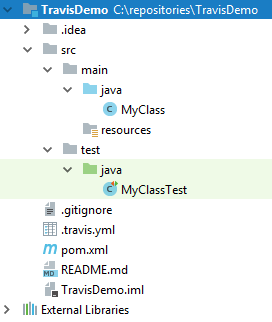 TravisDemo C:\repositories\TravisDemo
.idea
src
main
java
MyClass
resources
test
java
MyClassTest
.gitignore
.travis.yml
pom.xml
README.md
TravisDemo.iml
External Libraries